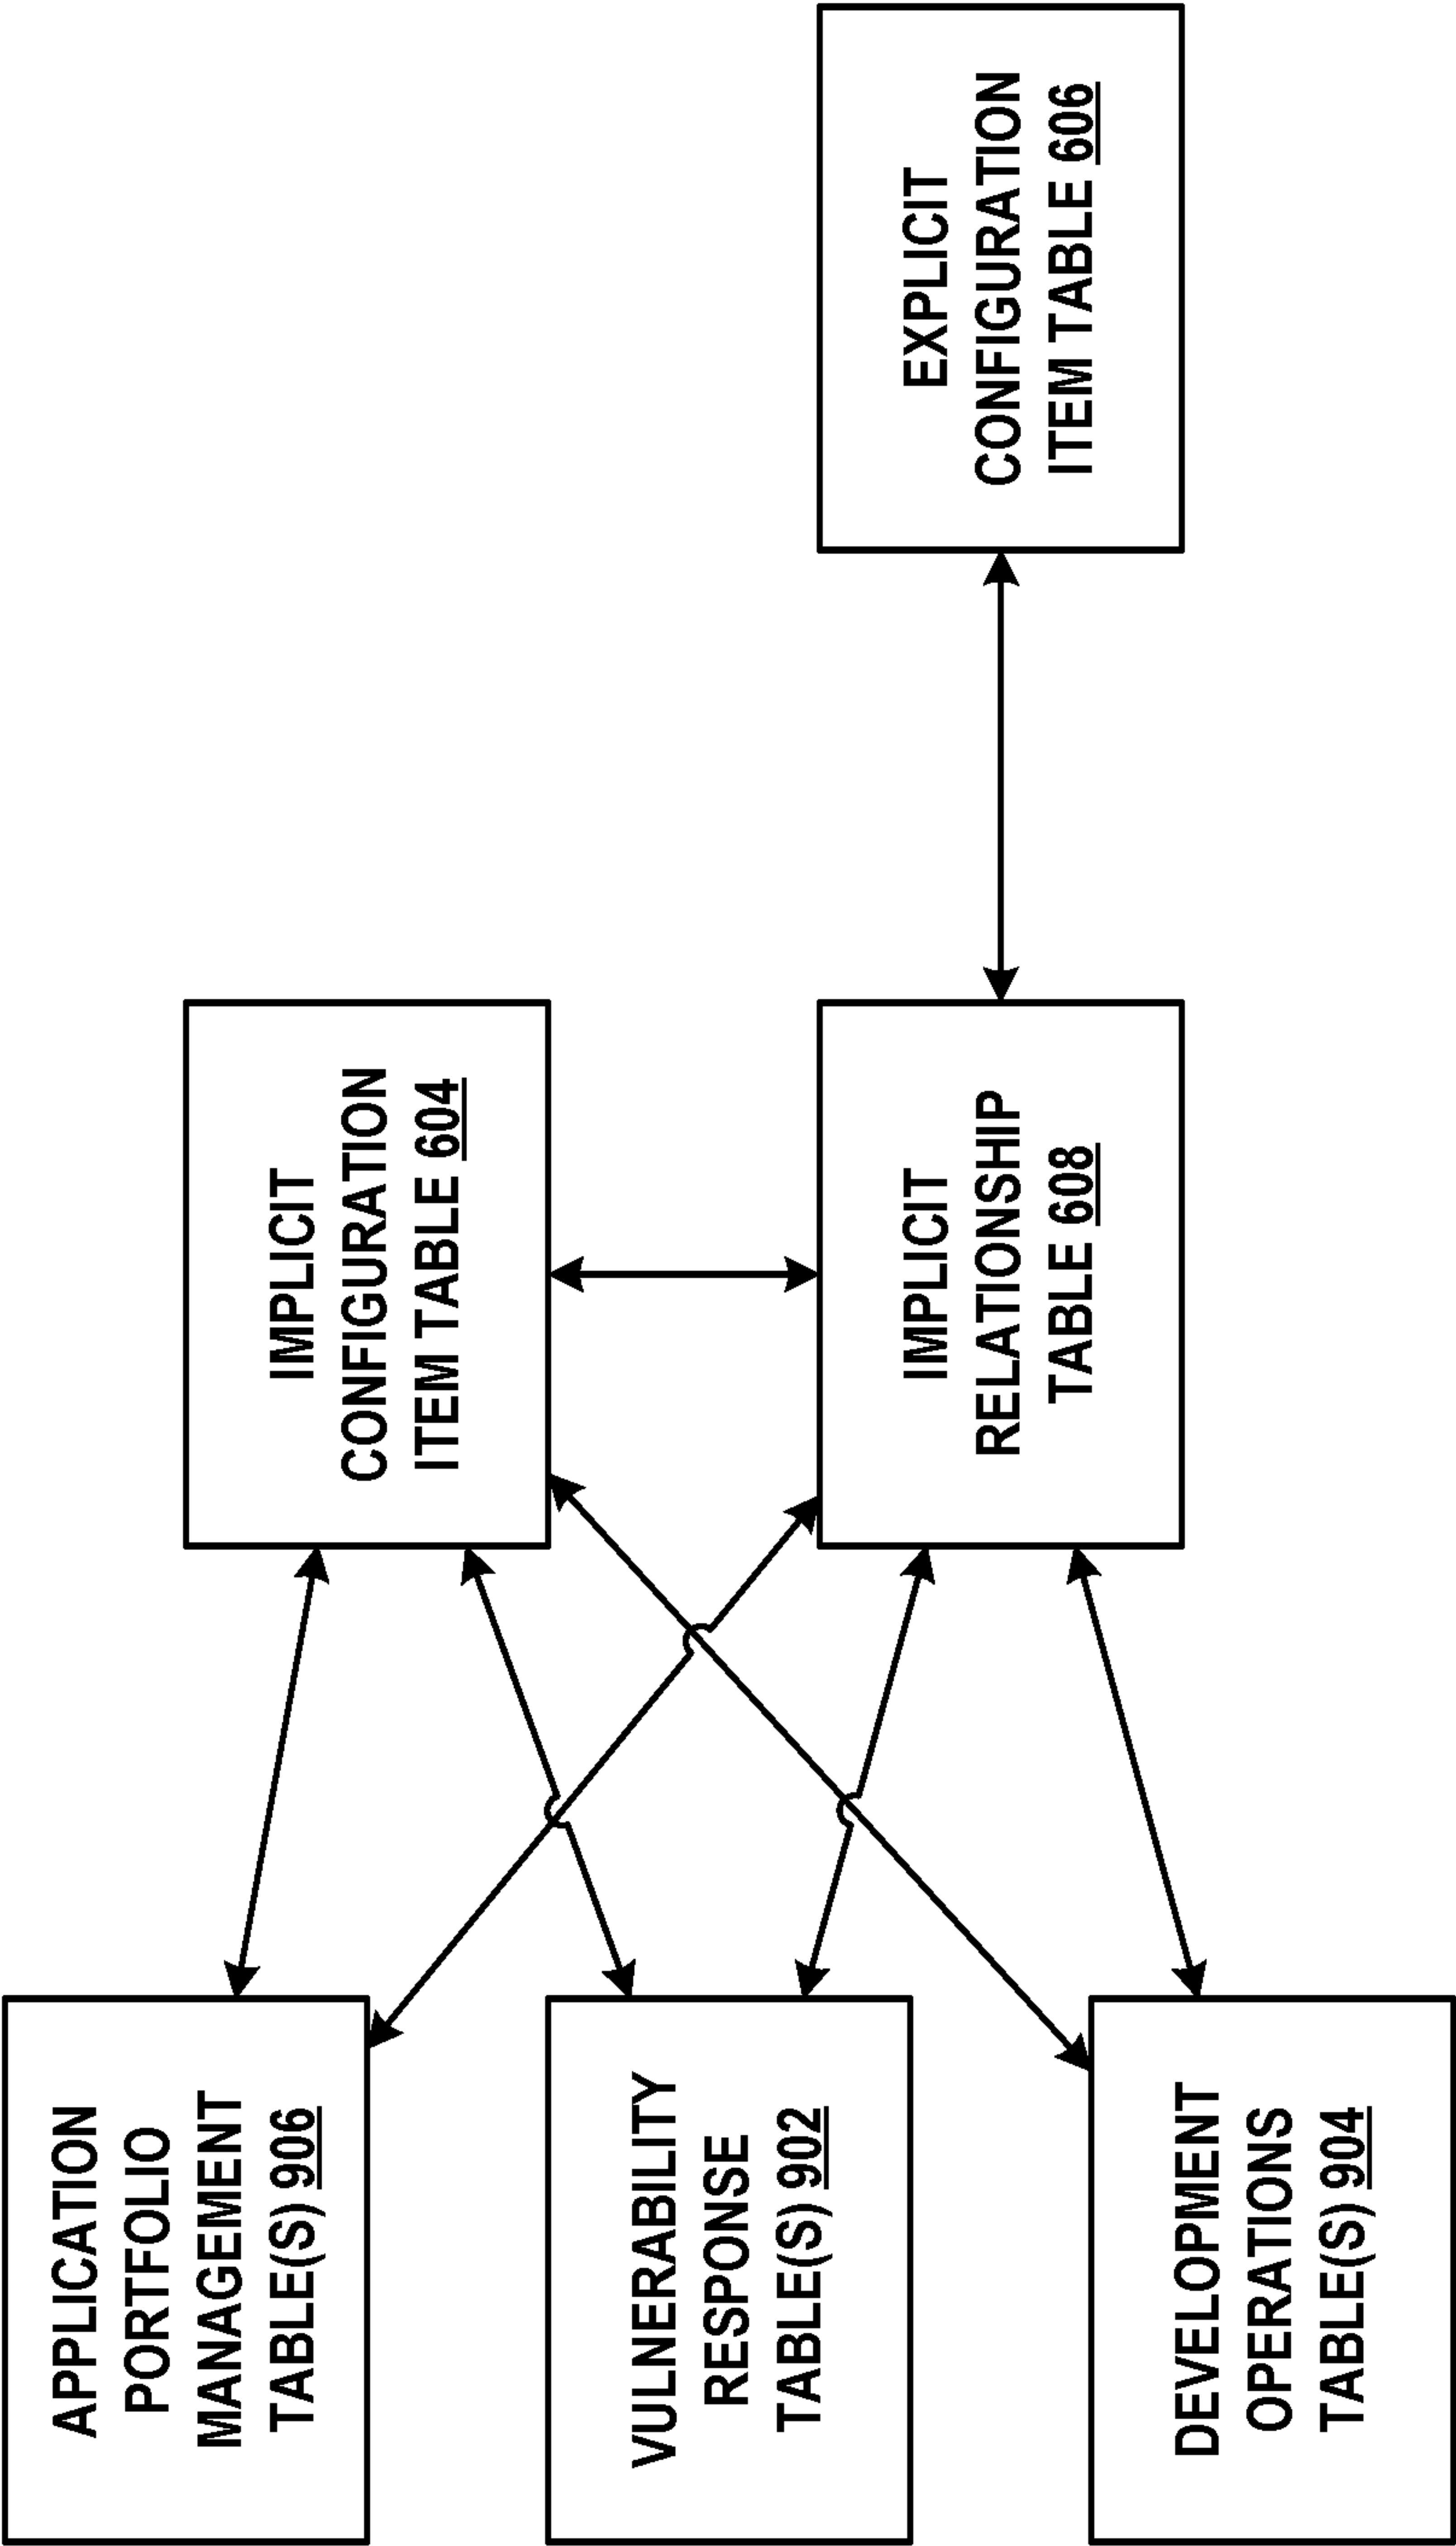 APPLICATION
PORTFOLIO
MANAGEMENT
TABLE(S) 906
VULNERABILITY
RESPONSE
TABLE(S) 902
DEVELOPMENT
OPERATIONS
TABLE(S) 904
IMPLICIT
CONFIGURATION
ITEM TABLE 604
IMPLICIT
RELATIONSHIP
TABLE 608
EXPLICIT
CONFIGURATION
ITEM TABLE 606